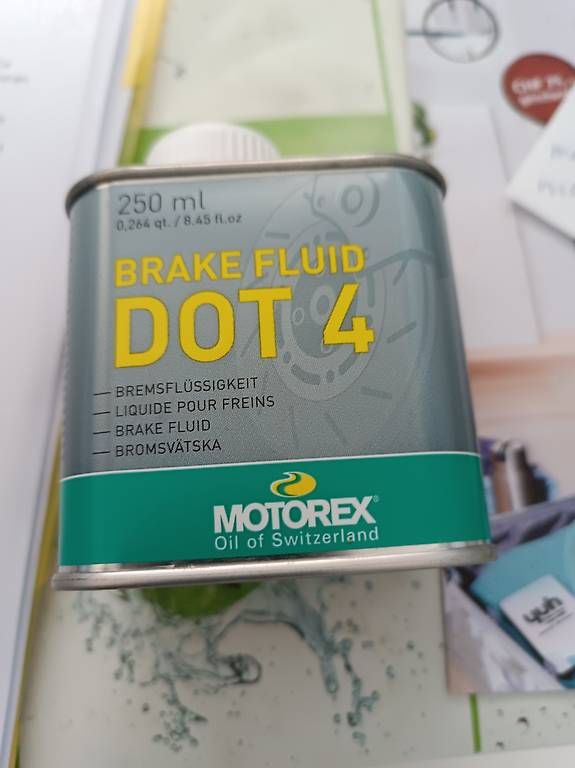 250 ml
0,264 qt. / 8.45 fl.oz
BRAKE FLUID
DOT 4
— BREMSFLÜSSIGKEIT
— LIQUIDE POUR FREINS
— BRAKE FLUID
— BROMSVÄTSKA
MOTOREX®
Oil of Switzerland
yuh